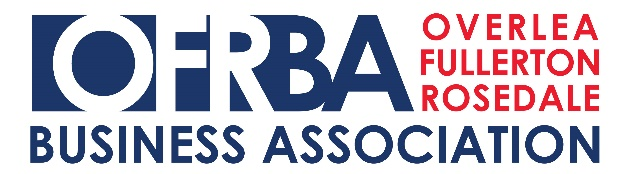 OFRBA
OVERLEA
FULLERTON
ROSEDALE
BUSINESS ASSOCIATION